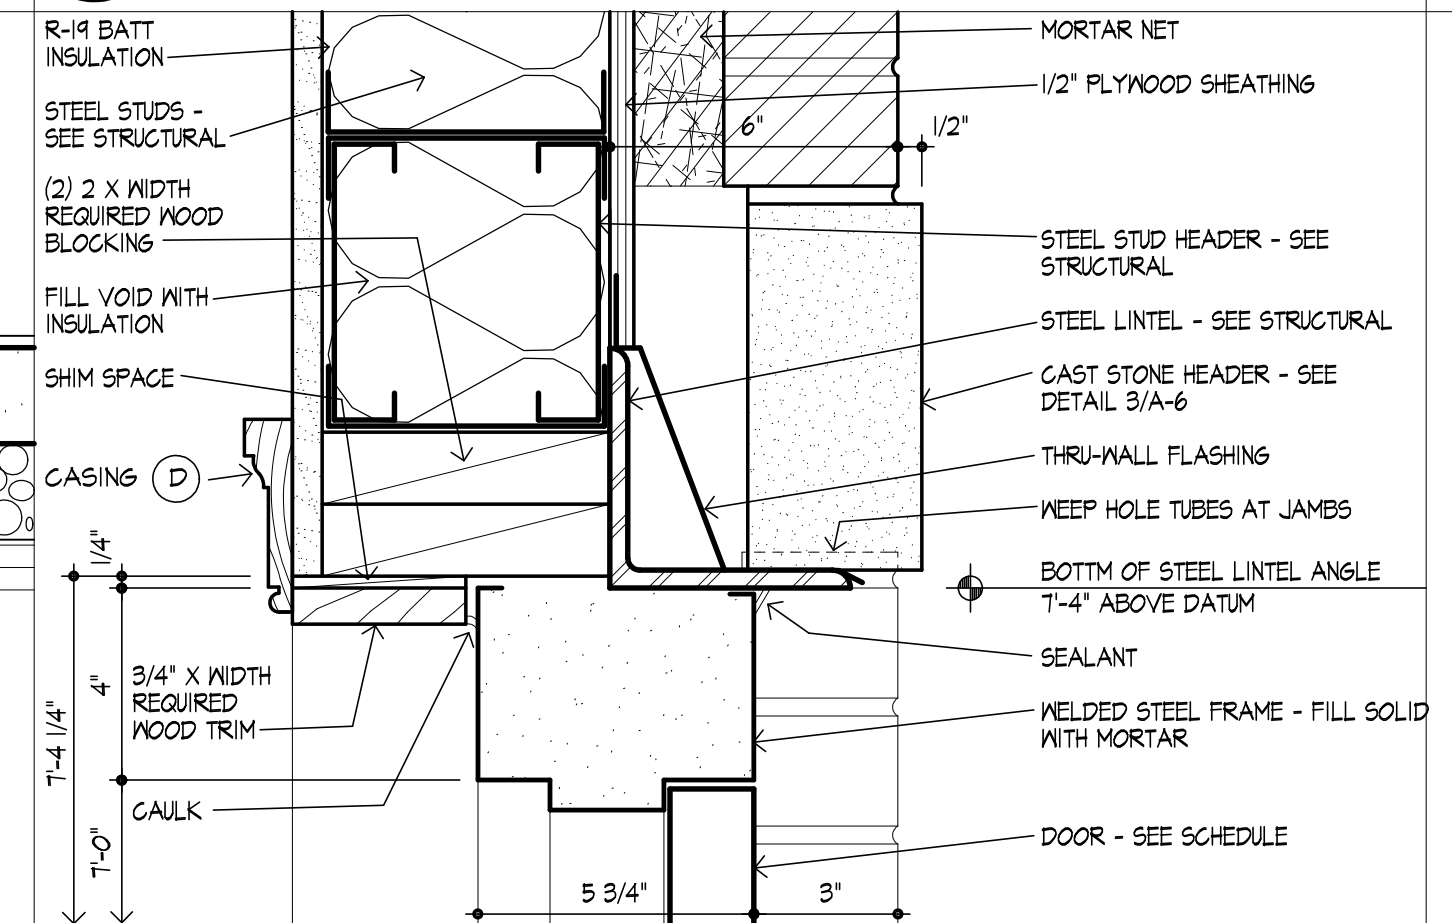 R-19 BATT
INSULATION
STEEL STUDS -
SEE STRUCTURAL
(2) 2 X WIDTH
REQUIRED WOOD
BLOCKING
FILL VOID WITH
INSULATION
SHIM SPACE
CASING D
1/4"
4"
7'-4 1/4"
7'-0"
3/4" X WIDTH
REQUIRED
WOOD TRIM
CAULK
6"
1/2"
5 3/4"
3"
MORTAR NET
1/2" PLYWOOD SHEATHING
STEEL STUD HEADER - SEE
STRUCTURAL
STEEL LINTEL - SEE STRUCTURAL
CAST STONE HEADER - SEE
DETAIL 3/A-6
THRU-WALL FLASHING
WEEP HOLE TUBES AT JAMBS
BOTTM OF STEEL LINTEL ANGLE
7'-4" ABOVE DATUM
SEALANT
WELDED STEEL FRAME - FILL SOLID
WITH MORTAR
DOOR - SEE SCHEDULE